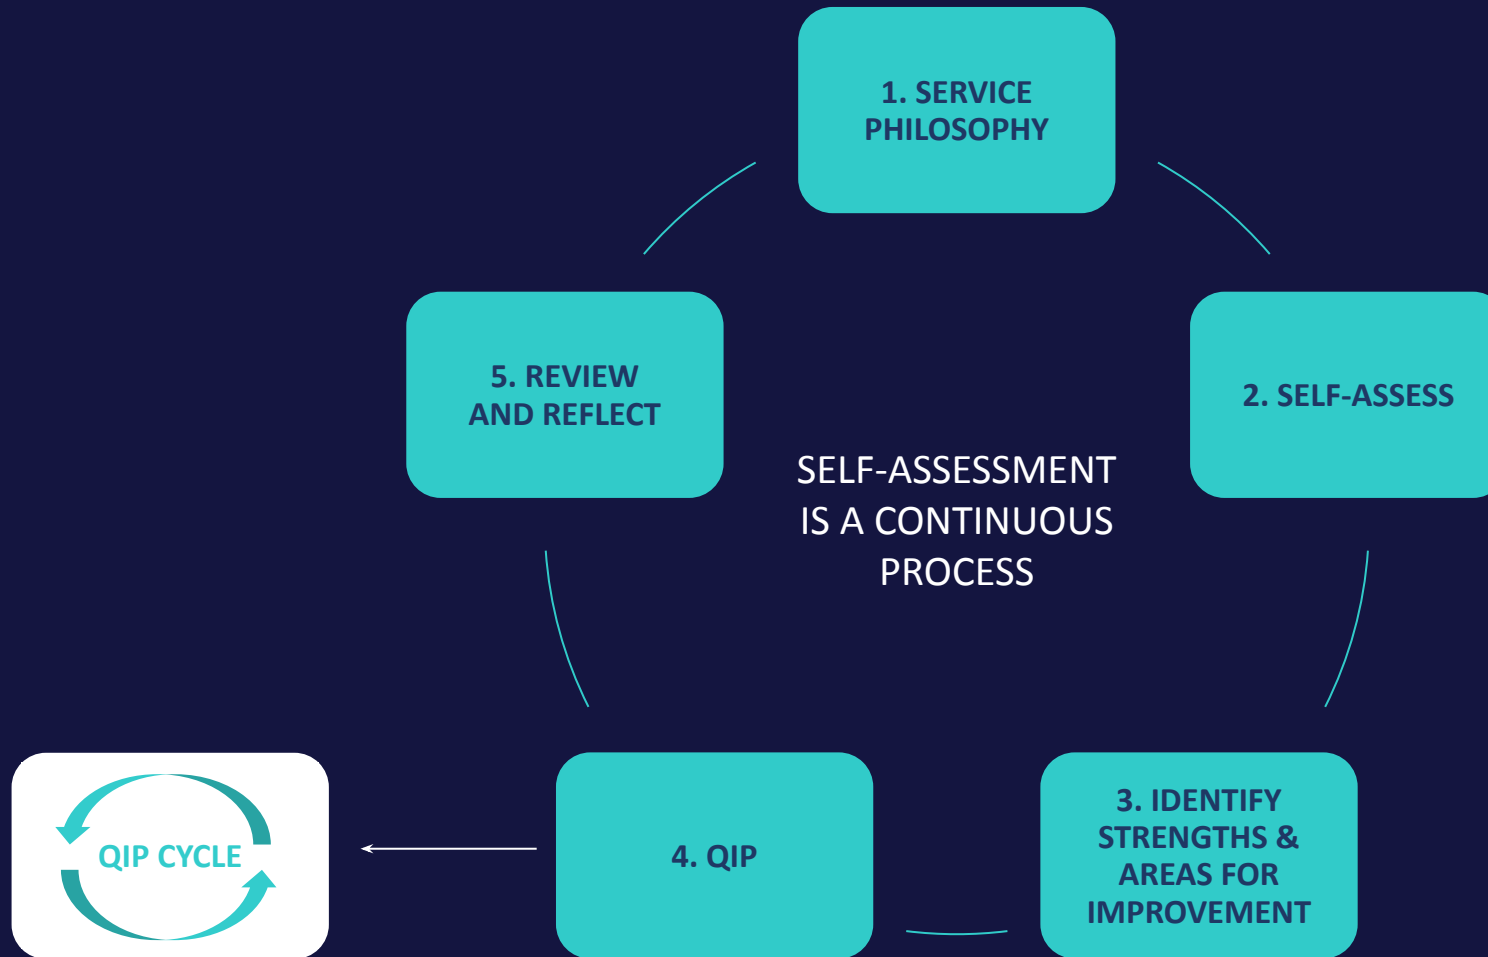 1. SERVICE
PHILOSOPHY
2. SELF-ASSESS
3. IDENTIFY
STRENGTHS &
AREAS FOR
IMPROVEMENT
4. QIP
QIP CYCLE
5. REVIEW
AND REFLECT
SELF-ASSESSMENT
IS A CONTINUOUS
PROCESS